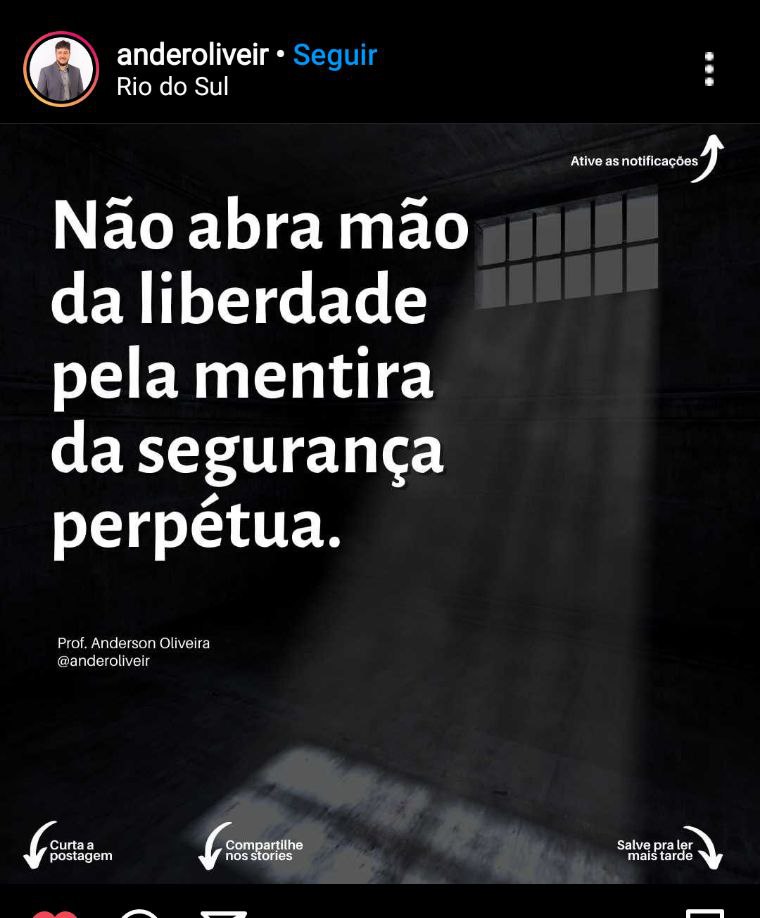 anderoliveir • Seguir
Rio do Sul
Ative as notificações
Não abra mão
da liberdade
pela mentira
da segurança
perpétua.
Prof. Anderson Oliveira
@anderoliveir
Curta a
postagem
Compartilhe
nos stories
Salve pra ler
mais tarde